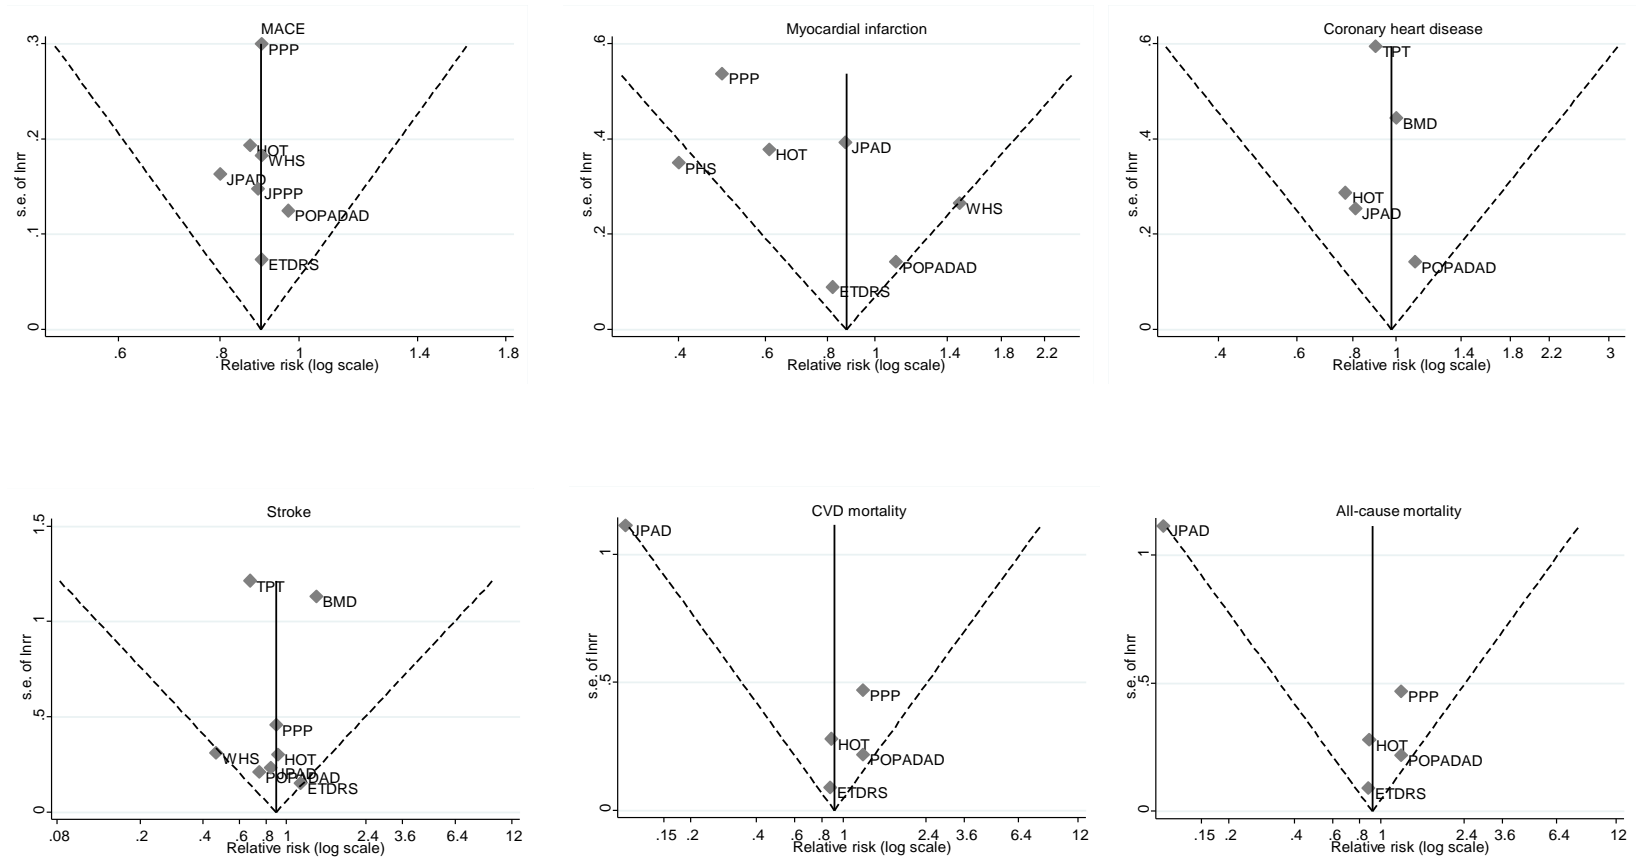 MACE
.3
.2
.1
0
s.e. of lnrr
PPP
HOT
WHS
JPAD
JPPP
POPADAD
ETDRS
.6 .8 1 1.4 1.8
Relative risk (log scale)
Myocardial infarction
.6
.4
.2
0
s.e. of lnrr
PPP
JPAD
HOT
PHS
WHS
POPADAD
ETDRS
.4 .6 .8 1 1.4 1.8 2.2
Relative risk (log scale)
Coronary heart disease
.6
.4
.2
0
s.e. of lnrr
TPT
BMD
HOT
JPAD
POPADAD
.4 .6 .8 1 1.4 1.8 2.2 3
Relative risk (log scale)
Stroke
1.5
1
.5
0
s.e. of lnrr
TPT
BMD
PPP
WHS
HOT
JPAD
POPADAD
ETDRS
.08 .2 .4 .6 .8 1 2.4 3.6 6.4 12
Relative risk (log scale)
CVD mortality
1
.5
0
s.e. of lnrr
JPAD
PPP
HOT
POPADAD
ETDRS
.15 .2 .4 .6 .8 1 2.4 3.6 6.4 12
Relative risk (log scale)
All-cause mortality
1
.5
0
s.e. of lnrr
JPAD
PPP
HOT
POPADAD
ETDRS
.15 .2 .4 .6 .8 1 2.4 3.6 6.4 12
Relative risk (log scale)